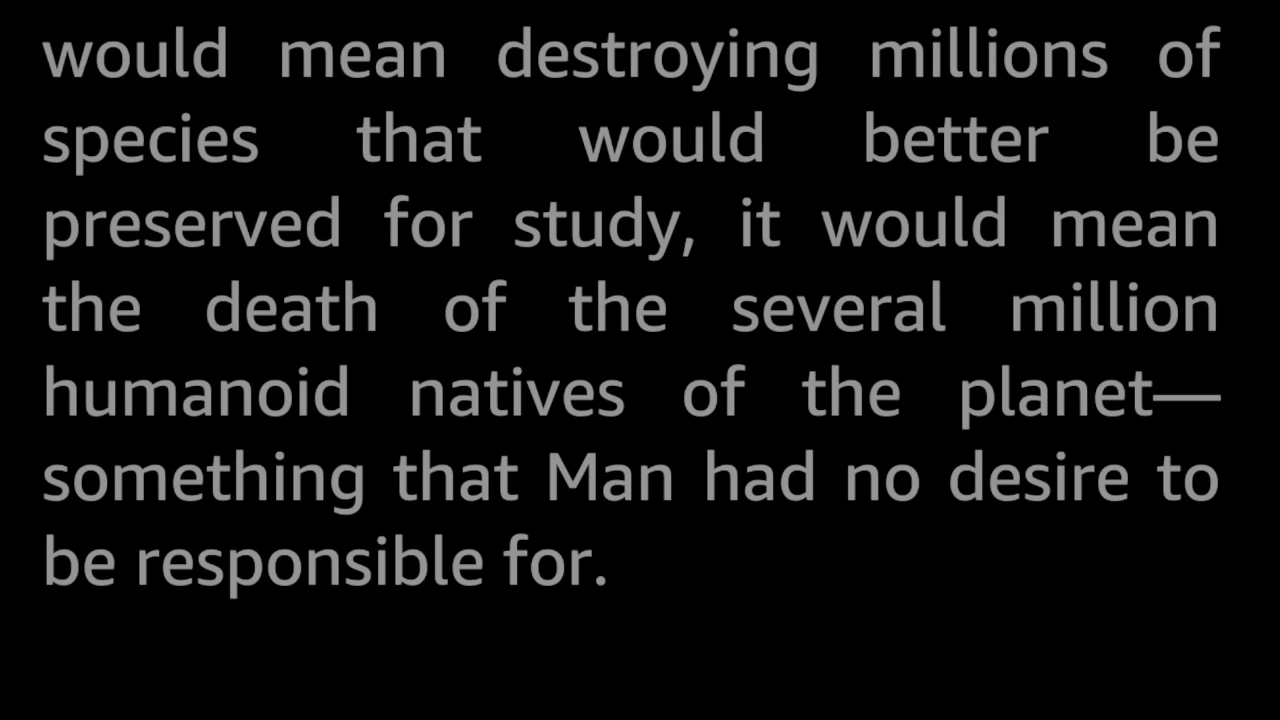 would mean destroying millions of
species that would better be
preserved for study, it would mean
the death of the several million
humanoid natives of the planet—
something that Man had no desire to
be responsible for.